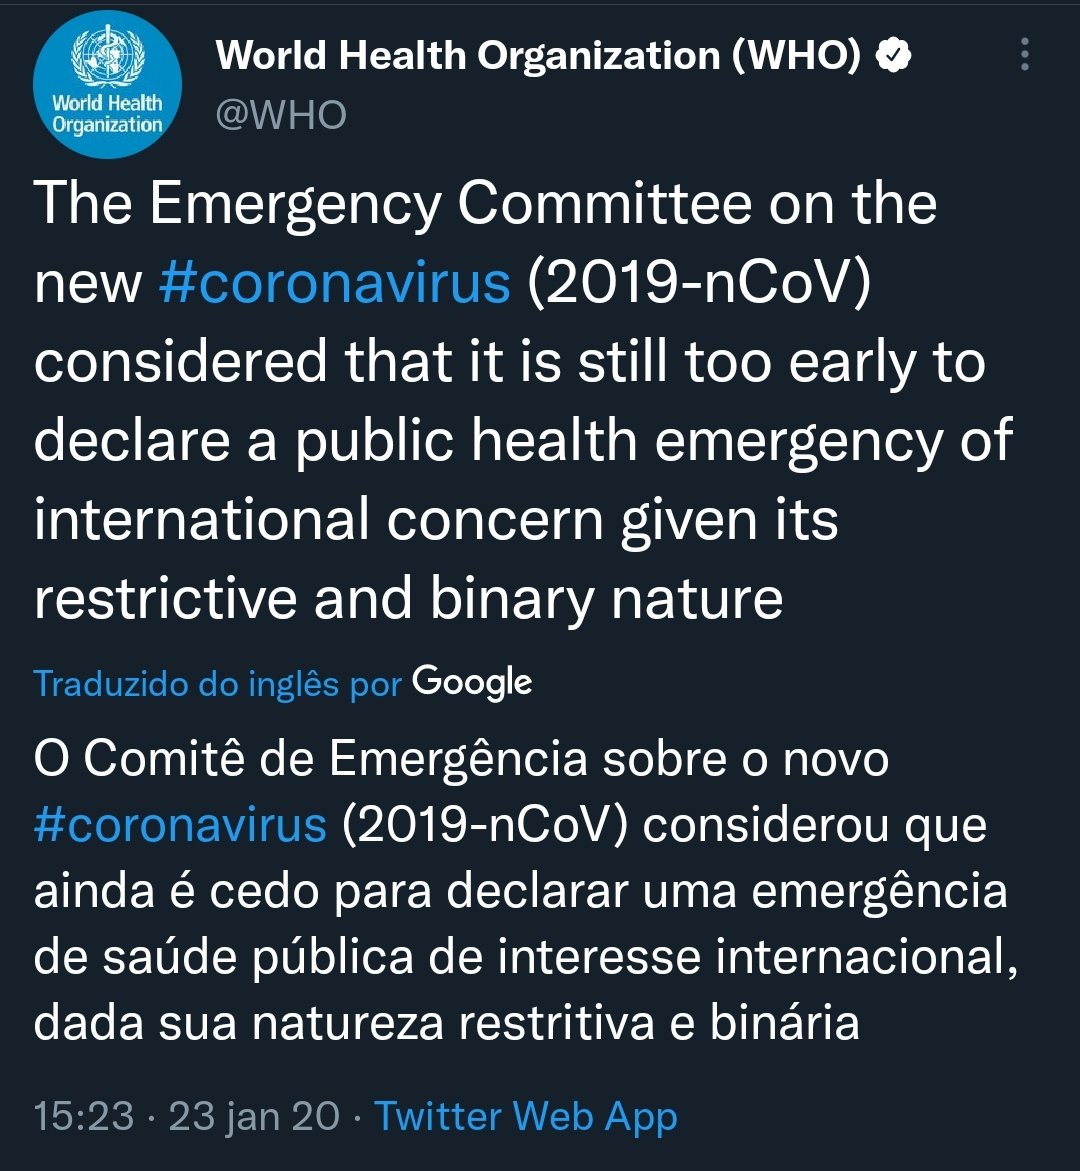 World Health
Organization
World Health Organization (WHO)
@WHO
The Emergency Committee on the
new #coronavirus (2019-nCoV)
considered that it is still too early to
declare a public health emergency of
international concern given its
restrictive and binary nature
Traduzido do inglês por Google
O Comitê de Emergência sobre o novo
#coronavirus (2019-nCoV) considerou que
ainda é cedo para declarar uma emergência
de saúde pública de interesse internacional,
dada sua natureza restritiva e binária
15:23 · 23 jan 20 · Twitter Web App